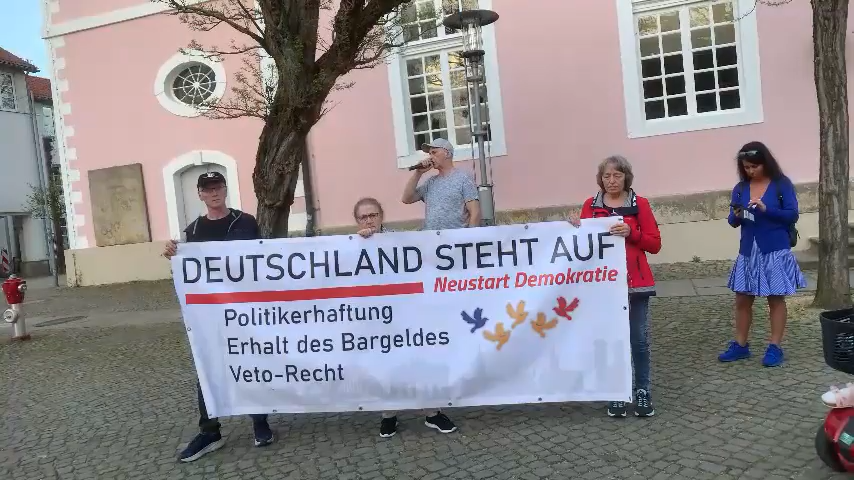 DEUTSCHLAND STEHT AUF
Neustart Demokratie
Politikerhaftung
Erhalt des Bargeldes
Veto-Recht